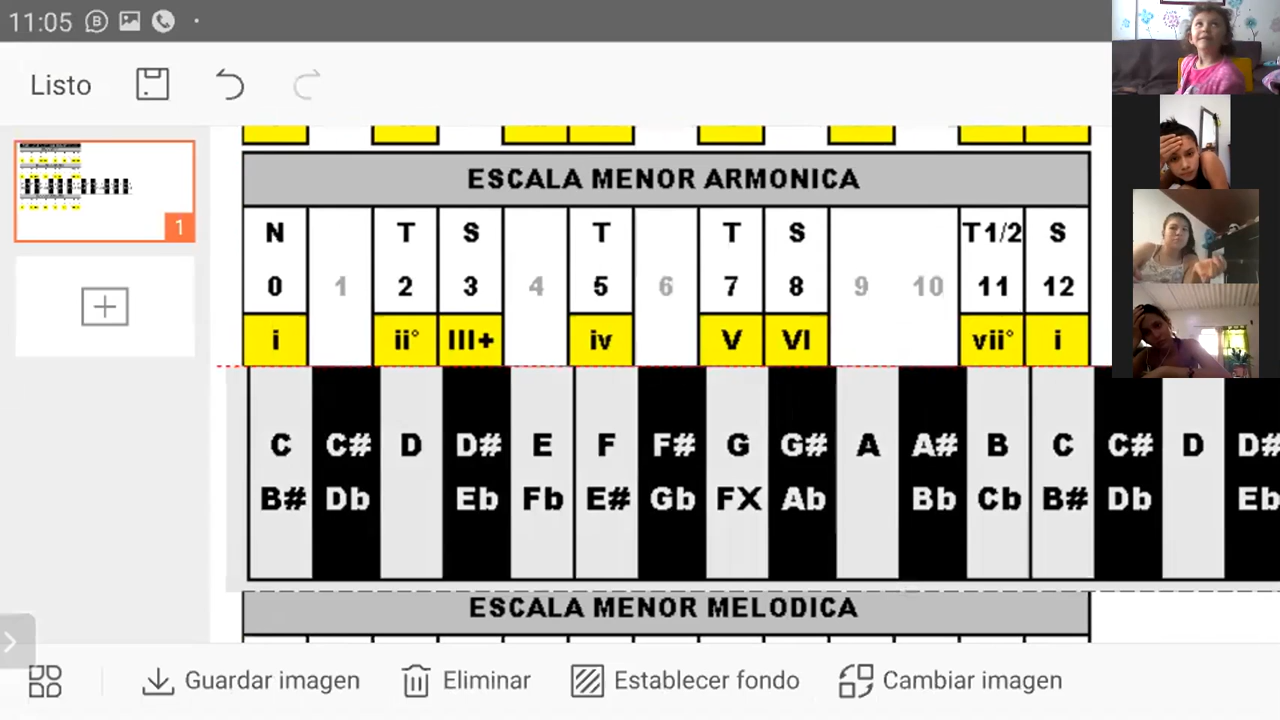 11:05
Listo
1
ESCALA MENOR ARMONICA
N T S T T S T 1/2 S
0 1 2 3 4 5 6 7 8 9 10 11 12
i ii° III+ iv V VI vii° i
C C# D D# E F F# G G# A A# B C C# D D#
B# Db Eb Fb E# Gb FX Ab Bb Cb B# Db Eb
ESCALA MENOR MELODICA
Guardar imagen Eliminar Establecer fondo Cambiar imagen